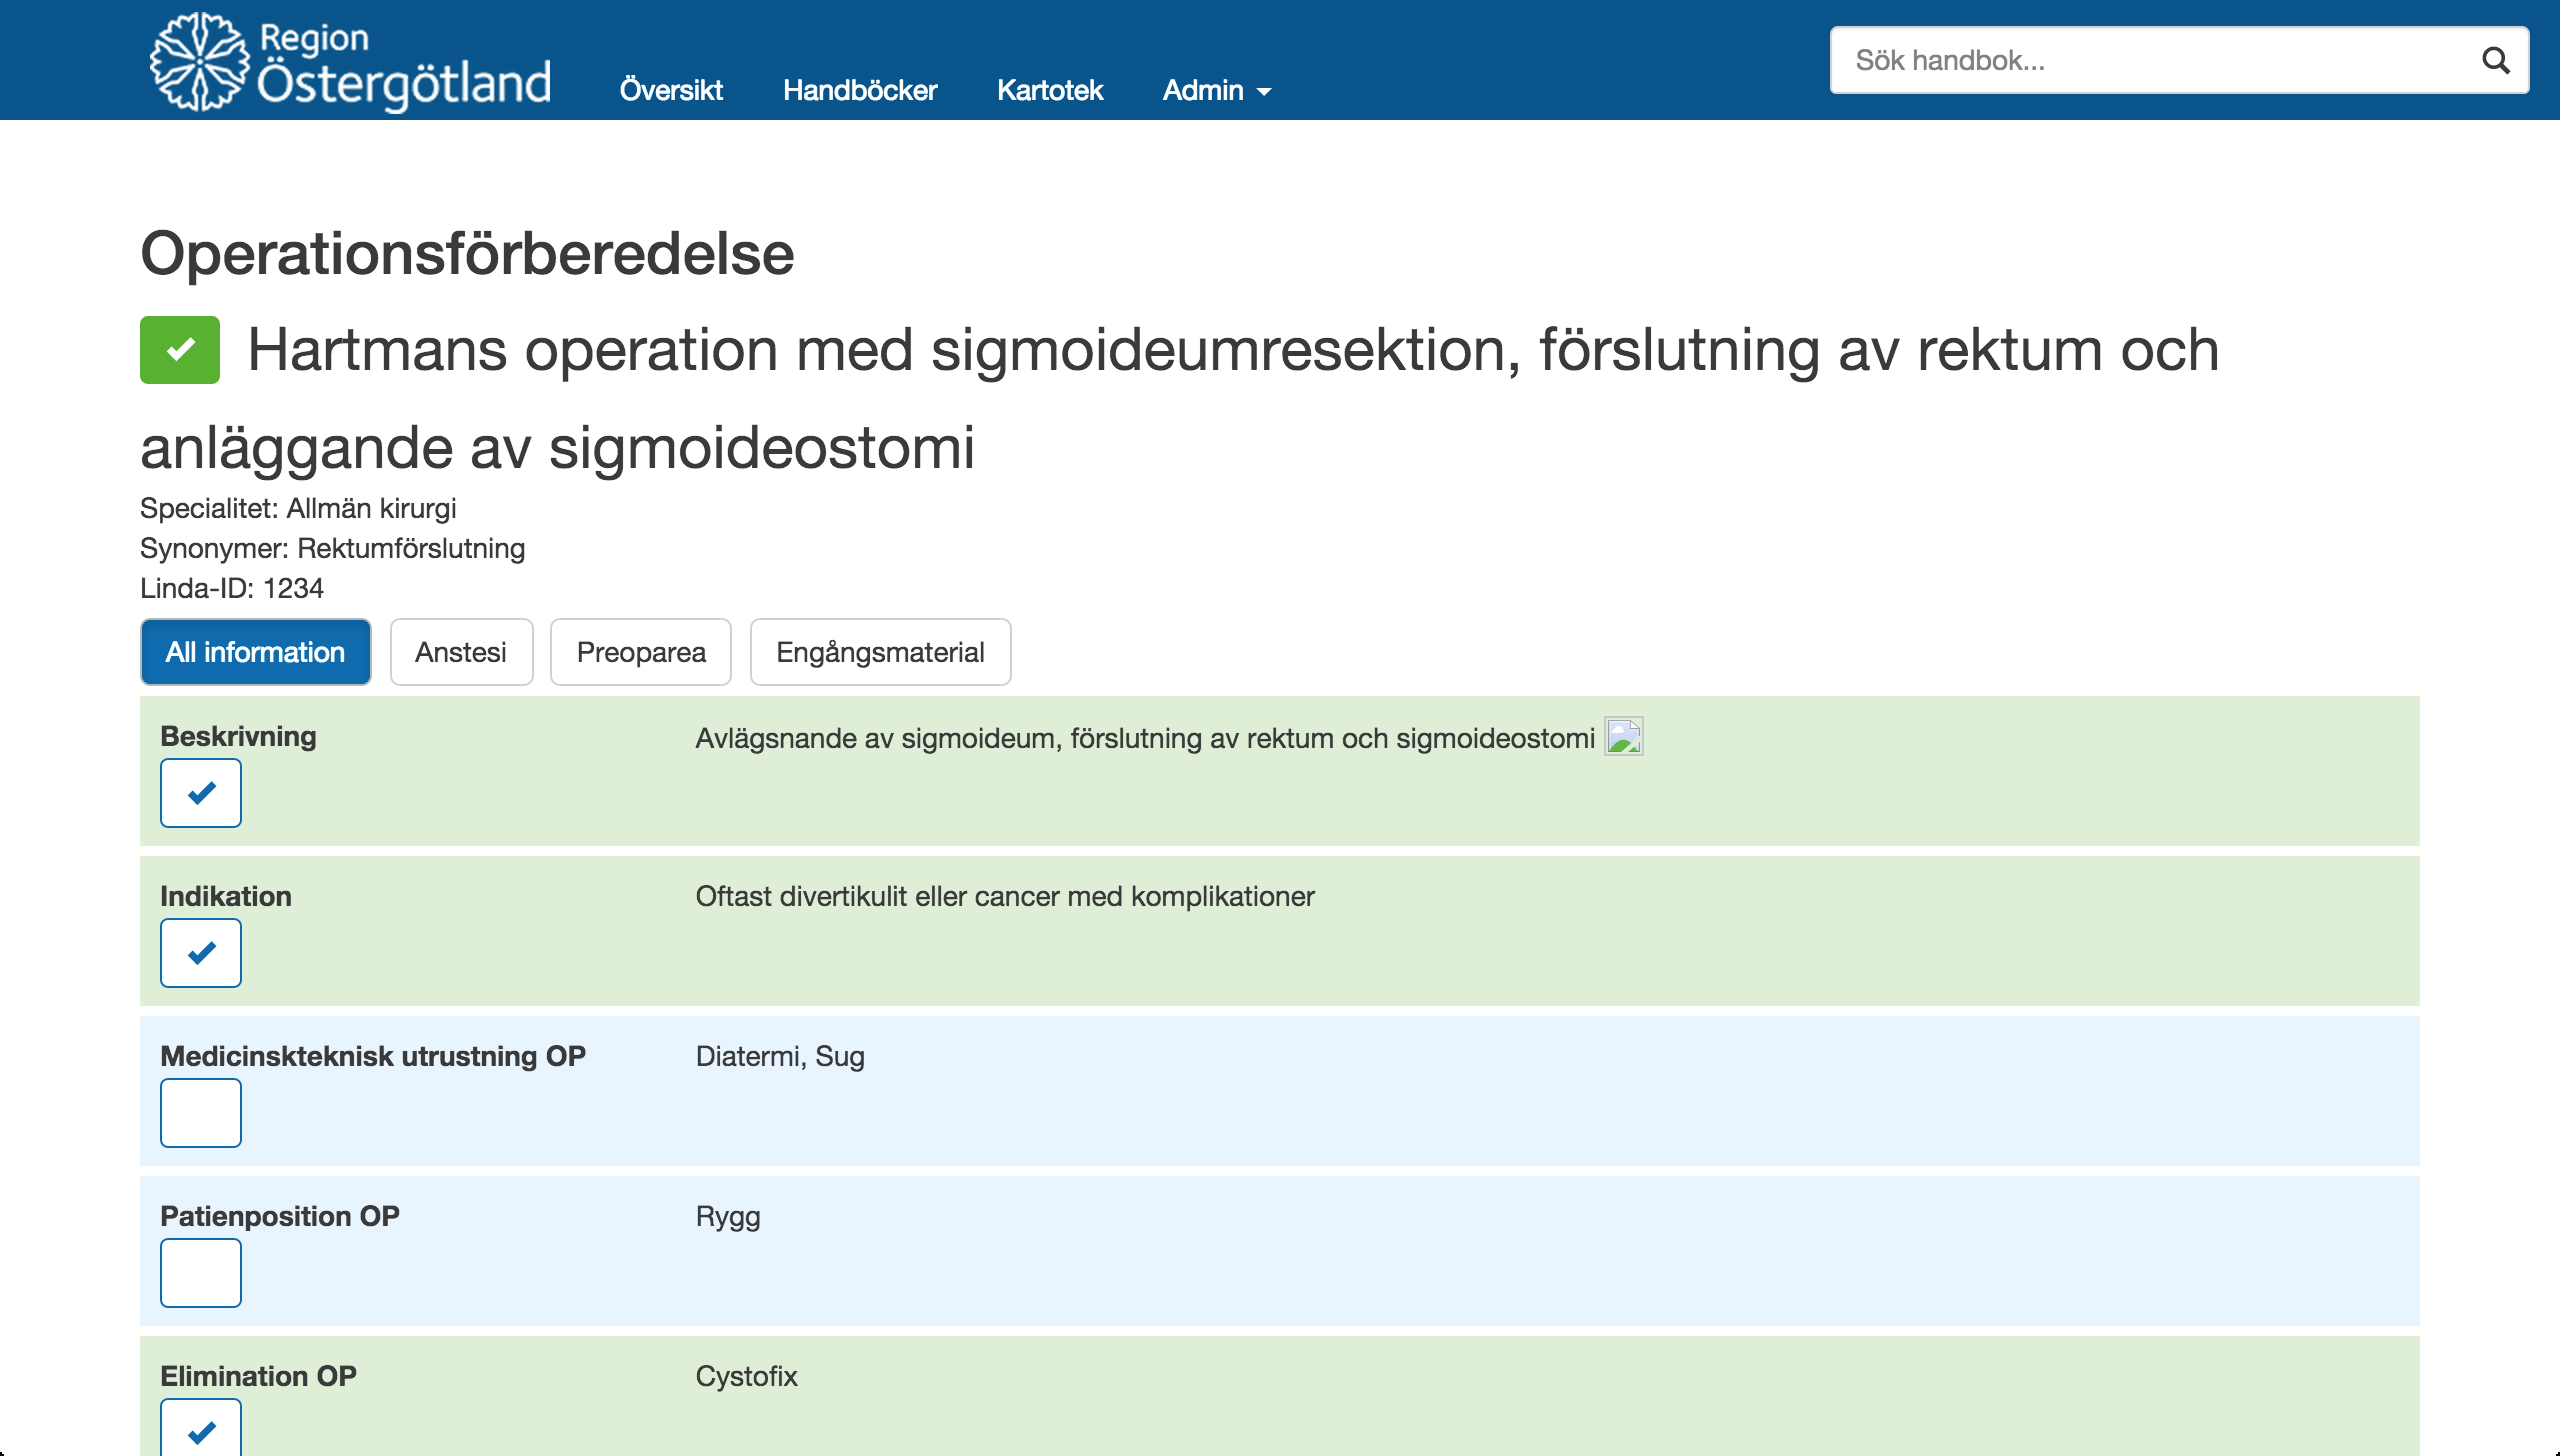 Region
Östergötland
Översikt Handböcker Kartotek Admin
Sök handbok...
Operationsförberedelse
Hartmans operation med sigmoideumresektion, förslutning av rektum och
anläggande av sigmoideostomi
Specialitet: Allmän kirurgi
Synonymer: Rektumförslutning
Linda-ID: 1234
All information Anstesi Preoparea Engångsmaterial
Beskrivning Avlägsnande av sigmoideum, förslutning av rektum och sigmoideostomi
Indikation Oftast divertikulit eller cancer med komplikationer
Medicinskteknisk utrustning OP Diatermi, Sug
Patienposition OP Rygg
Elimination OP Cystofix